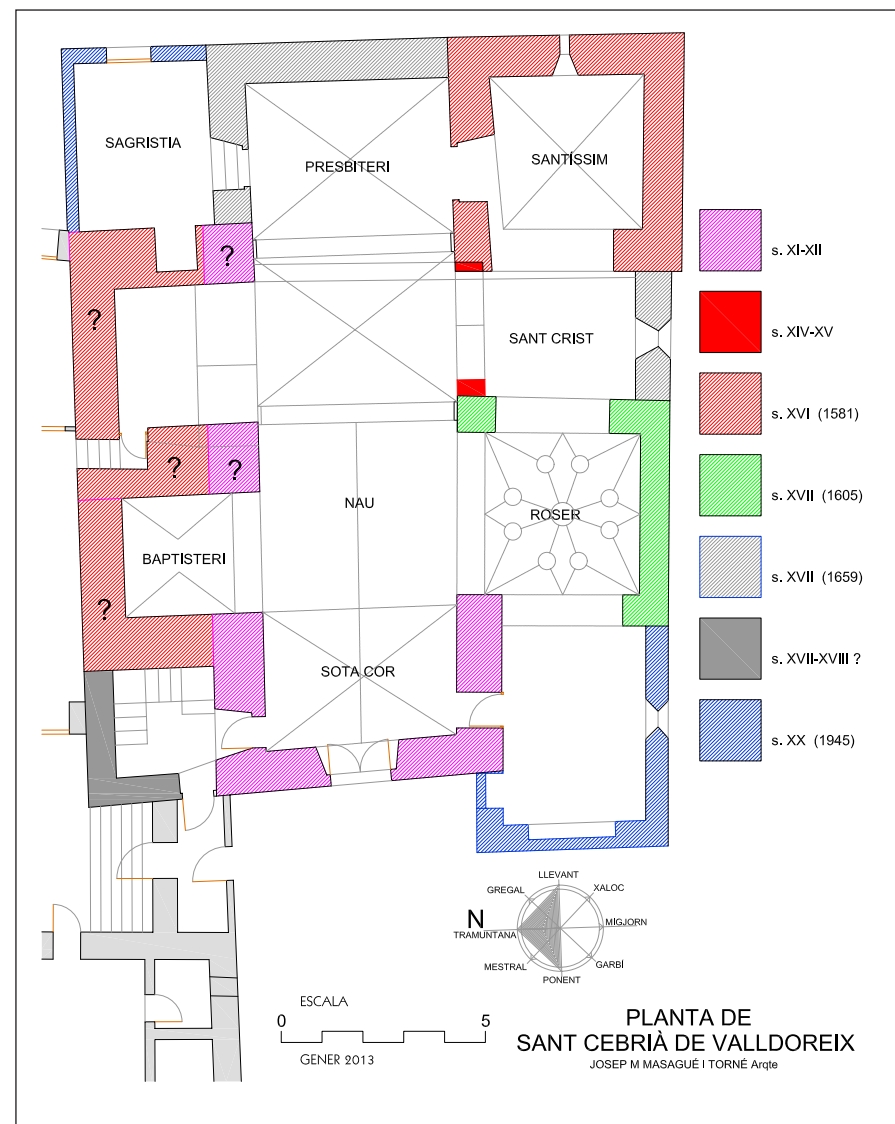 SAGRISTIA
PRESBITERI
SANTÍSSIM
s. XI-XII
?
?
SANT CRIST
s. XIV-XV
s. XVI (1581)
?
?
NAU
ROSER
s. XVII (1605)
BAPTISTERI
s. XVII (1659)
?
SOTA COR
s. XVII-XVIII ?
s. XX (1945)
LLEVANT
GREGAL
XALOC
N
TRAMUNTANA
MIGJORN
MESTRAL
GARBÍ
PONENT
ESCALA
0 5
GENER 2013
PLANTA DE
SANT CEBRIÀ DE VALLDOREIX
JOSEP M MASAGUÉ I TORNÉ Arqte